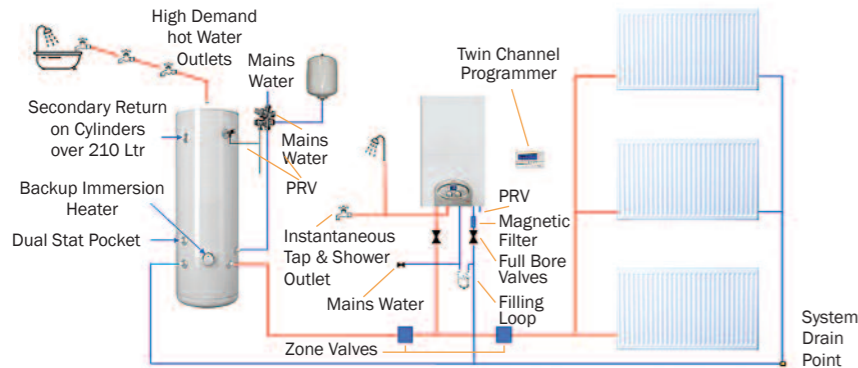 High Demand
hot Water
Outlets
Mains
Water
Twin Channel
Programmer
Secondary Return
on Cylinders
over 210 Ltr
Mains
Water
PRV
Backup Immersion
Heater
Dual Stat Pocket
Instantaneous
Tap & Shower
Outlet
Mains Water
PRV
Magnetic
Filter
Full Bore
Valves
Filling
Loop
Zone Valves
System
Drain
Point